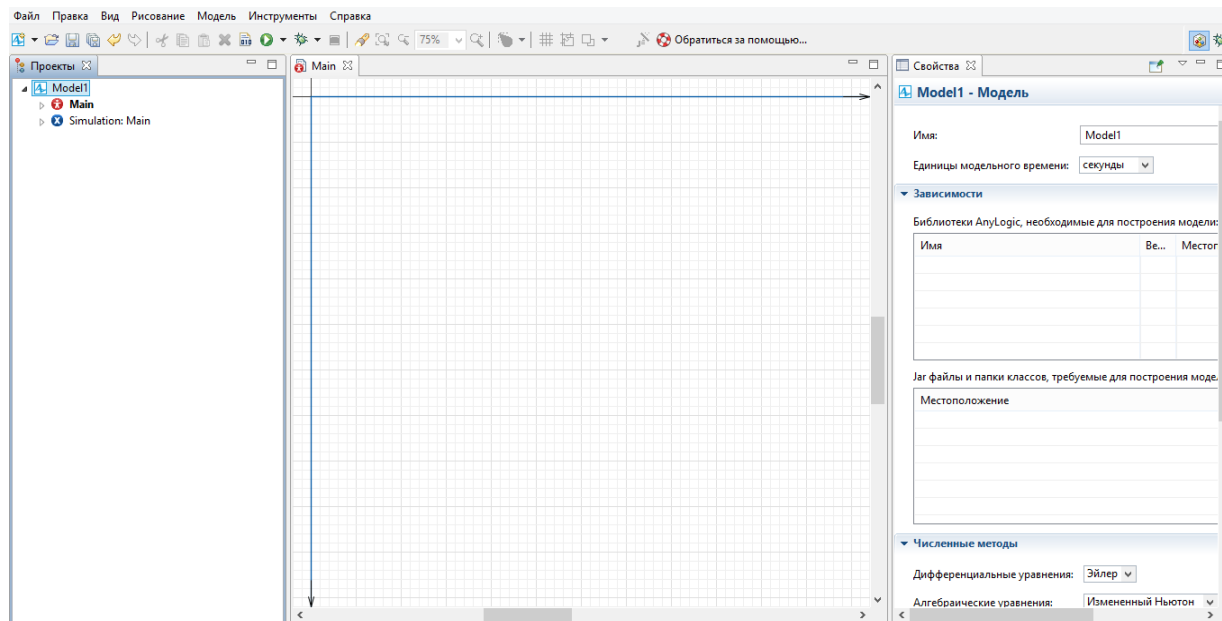 Файл Правка Вид Рисование Модель Инструменты Справка
75% Обратиться за помощью...
Проекты
Model1
Main
Simulation: Main
Main
Свойства
Model1 - Модель
Имя: Model1
Единицы модельного времени: секунды
Зависимости
Библиотеки AnyLogic, необходимые для построения модели:
Имя Ве... Местог
Jar файлы и папки классов, требуемые для построения моде.
Местоположение
Численные методы
Дифференциальные уравнения: Эйлер
Алгебраические уравнения: Измененный Ньютон